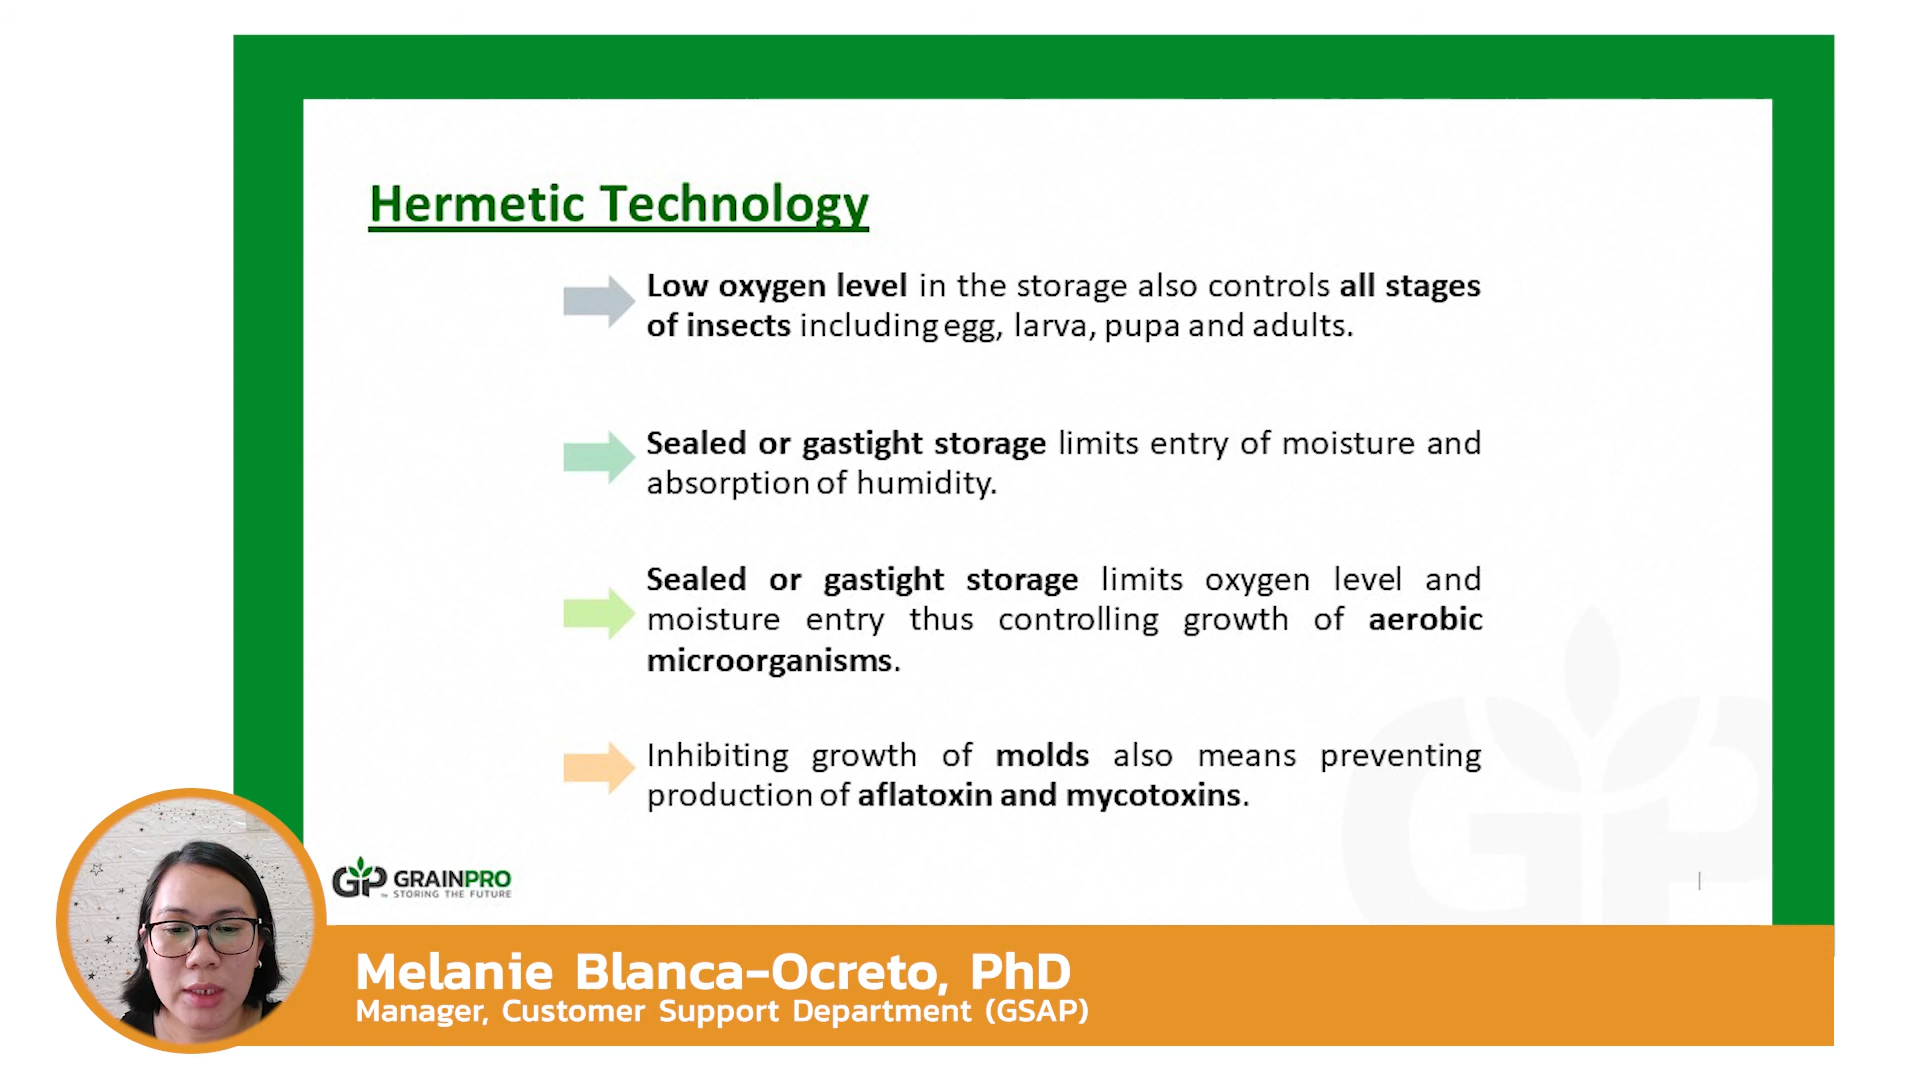 Hermetic Technology
Low oxygen level in the storage also controls all stages
of insects including egg, larva, pupa and adults.
Sealed or gastight storage limits entry of moisture and
absorption of humidity.
Sealed or gastight storage limits oxygen level and
moisture entry thus controlling growth of aerobic
microorganisms.
Inhibiting growth of molds also means preventing
production of aflatoxin and mycotoxins.
GP GRAINPRO
™ STORING THE FUTURE
GP
Melanie Blanca-Ocreto, PhD
Manager, Customer Support Department (GSAP)